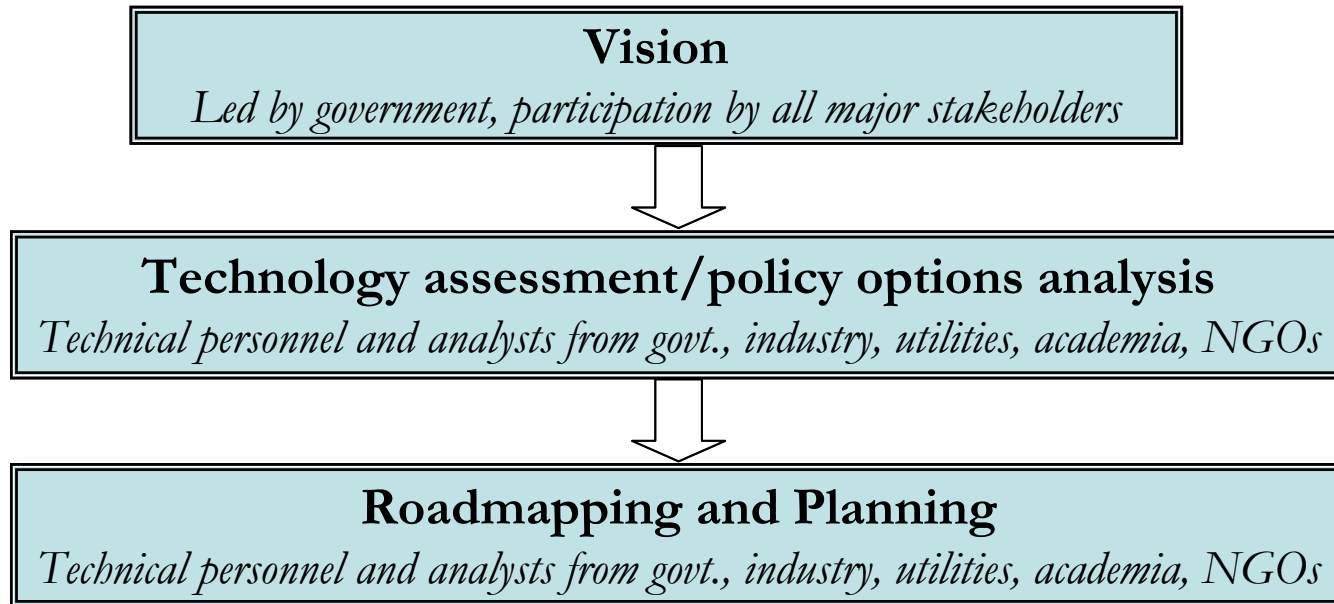 Vision
Led by government, participation by all major stakeholders
Technology assessment/policy options analysis
Technical personnel and analysts from govt., industry, utilities, academia, NGOs
Roadmapping and Planning
Technical personnel and analysts from govt., industry, utilities, academia, NGOs